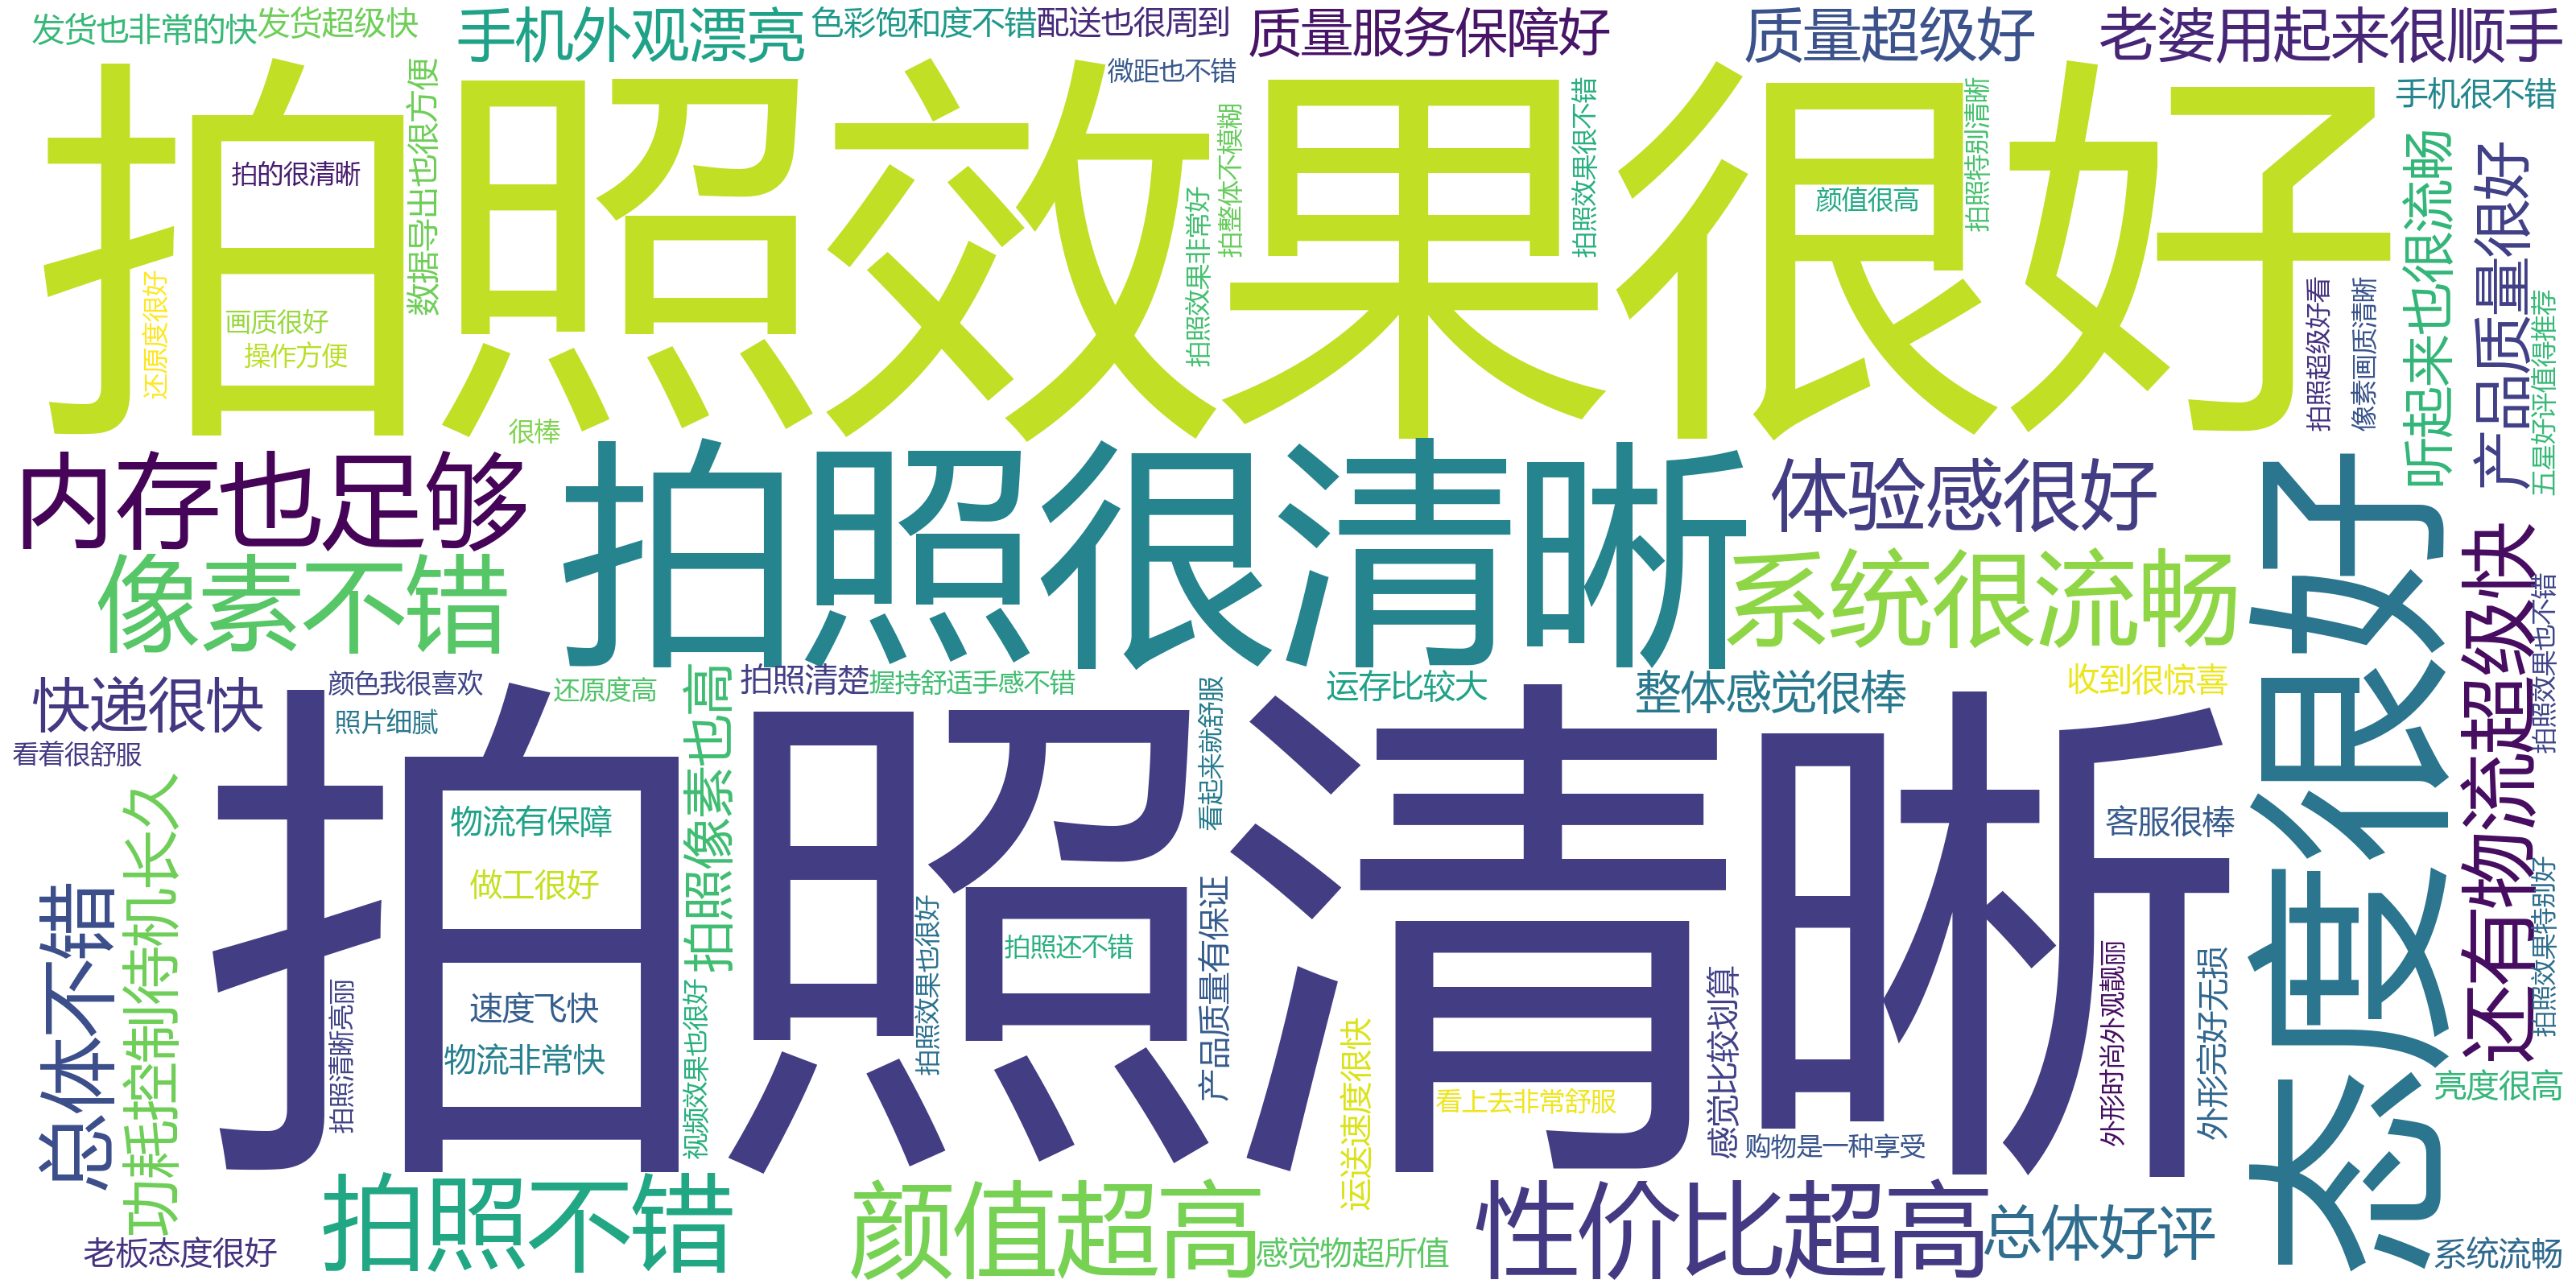 发货也非常的快
发货超级快
手机外观漂亮
色彩饱和度不错
配送也很周到
质量服务保障好
质量超级好
老婆用起来很顺手
拍照效果很好
微距也不错
手机很不错
拍的很清晰
数据导出也很方便
拍照效果非常好
拍整体不模糊
拍照效果很不错
颜值很高
拍照特别清晰
听起来也很流畅
产品质量很好
还原度很好
画质很好
操作方便
拍照超级好看
像素画质清晰
五星好评值得推荐
很棒
内存也足够
拍照很清晰
体验感很好
态度很好
像素不错
系统很流畅
还有物流超级快
拍照效果也不错
快递很快
颜色我很喜欢
还原度高
拍照像素也高
拍照清楚
握持舒适手感不错
运存比较大
整体感觉很棒
收到很惊喜
照片细腻
看着很舒服
拍照清晰
看起来就舒服
功耗控制待机长久
物流有保障
客服很棒
做工很好
总体不错
拍照效果也很好
拍照还不错
产品质量有保证
拍照效果特别好
拍照清晰亮丽
速度飞快
物流非常快
视频效果也很好
运送速度很快
看上去非常舒服
感觉比较划算
购物是一种享受
外形时尚外观靓丽
外形完好无损
亮度很高
老板态度很好
拍照不错
颜值超高
感觉物超所值
性价比超高
总体好评
系统流畅